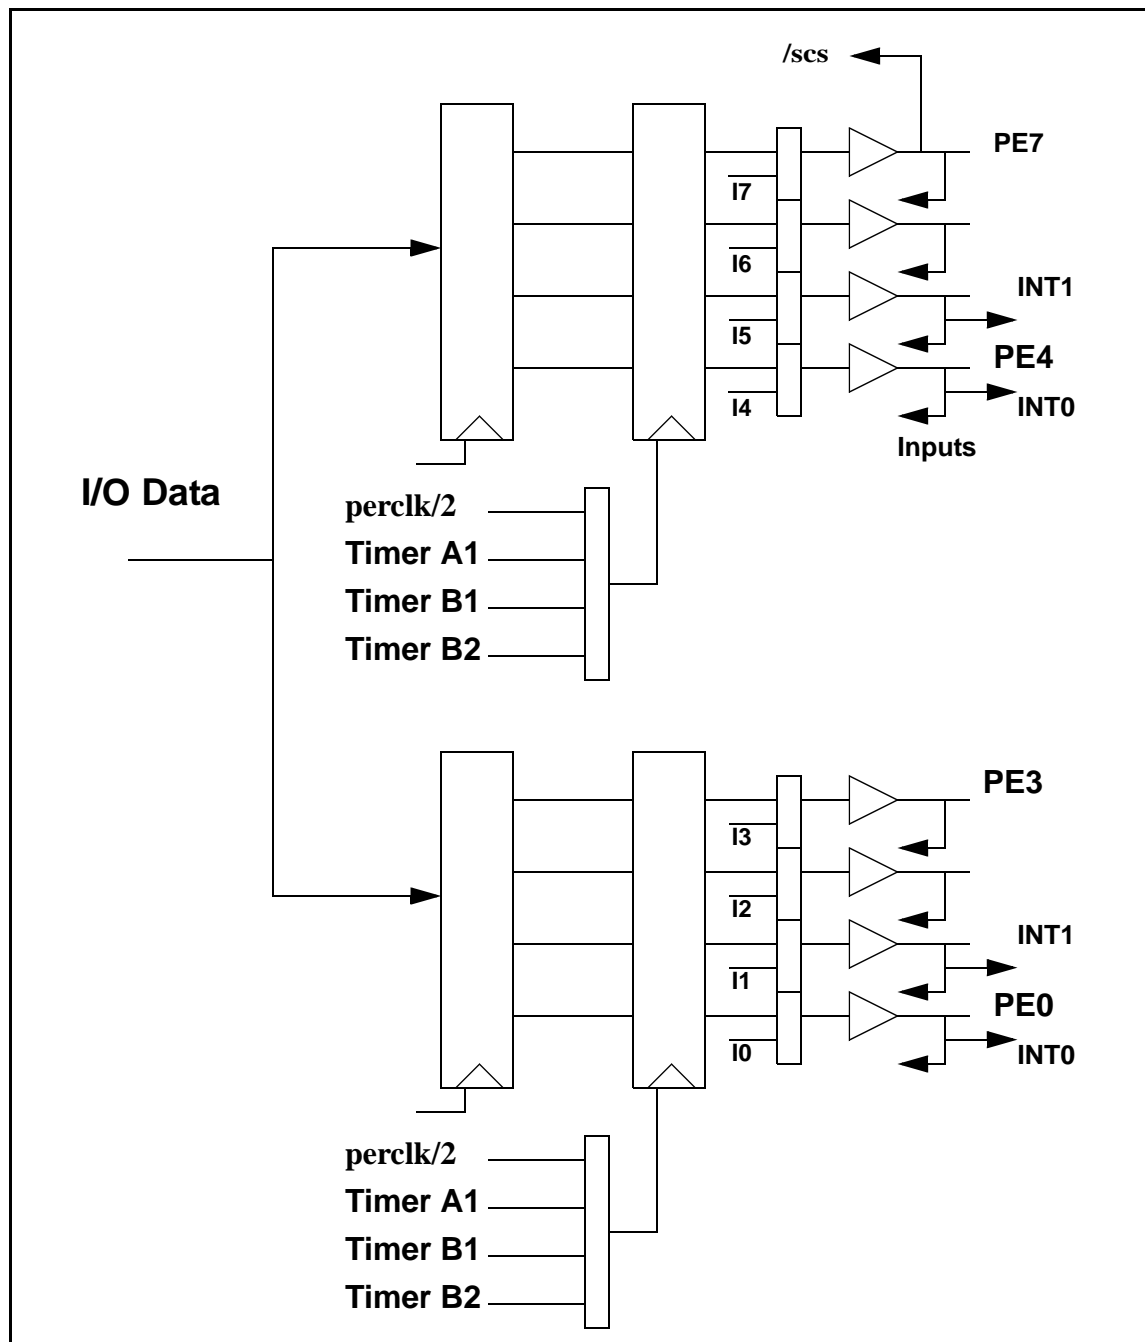 /scs
PE7
I7
I6
INT1
I5
PE4
I4
INT0
Inputs
I/O Data
perclk/2
Timer A1
Timer B1
Timer B2
PE3
I3
I2
INT1
I1
PE0
I0
INT0
perclk/2
Timer A1
Timer B1
Timer B2